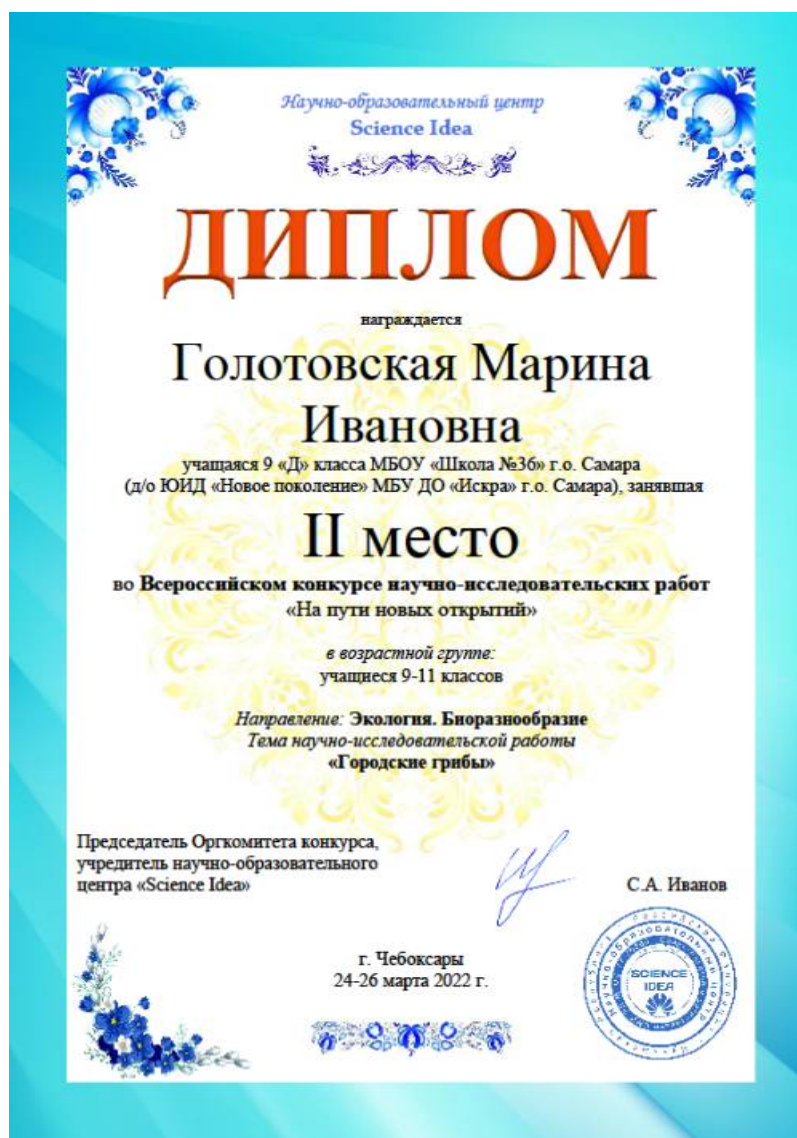 Научно-образовательный центр
Science Idea
ДИПЛОМ
награждается
Голотовская Марина
Ивановна
учащаяся 9 «Д» класса МБОУ «Школа №36» г.о. Самара
(д/о ЮИД «Новое поколение» МБУ ДО «Искра» г.о. Самара), занявшая
II место
во Всероссийском конкурсе научно-исследовательских работ
«На пути новых открытий»
в возрастной группе:
учащиеся 9-11 классов
Направление: Экология. Биоразнообразие
Тема научно-исследовательской работы
«Городские грибы»
Председатель Оргкомитета конкурса,
учредитель научно-образовательного
центра «Science Idea»
С.А. Иванов
г. Чебоксары
24-26 марта 2022 г.
Научно-образовательный центр
SCIENCE
IDEA